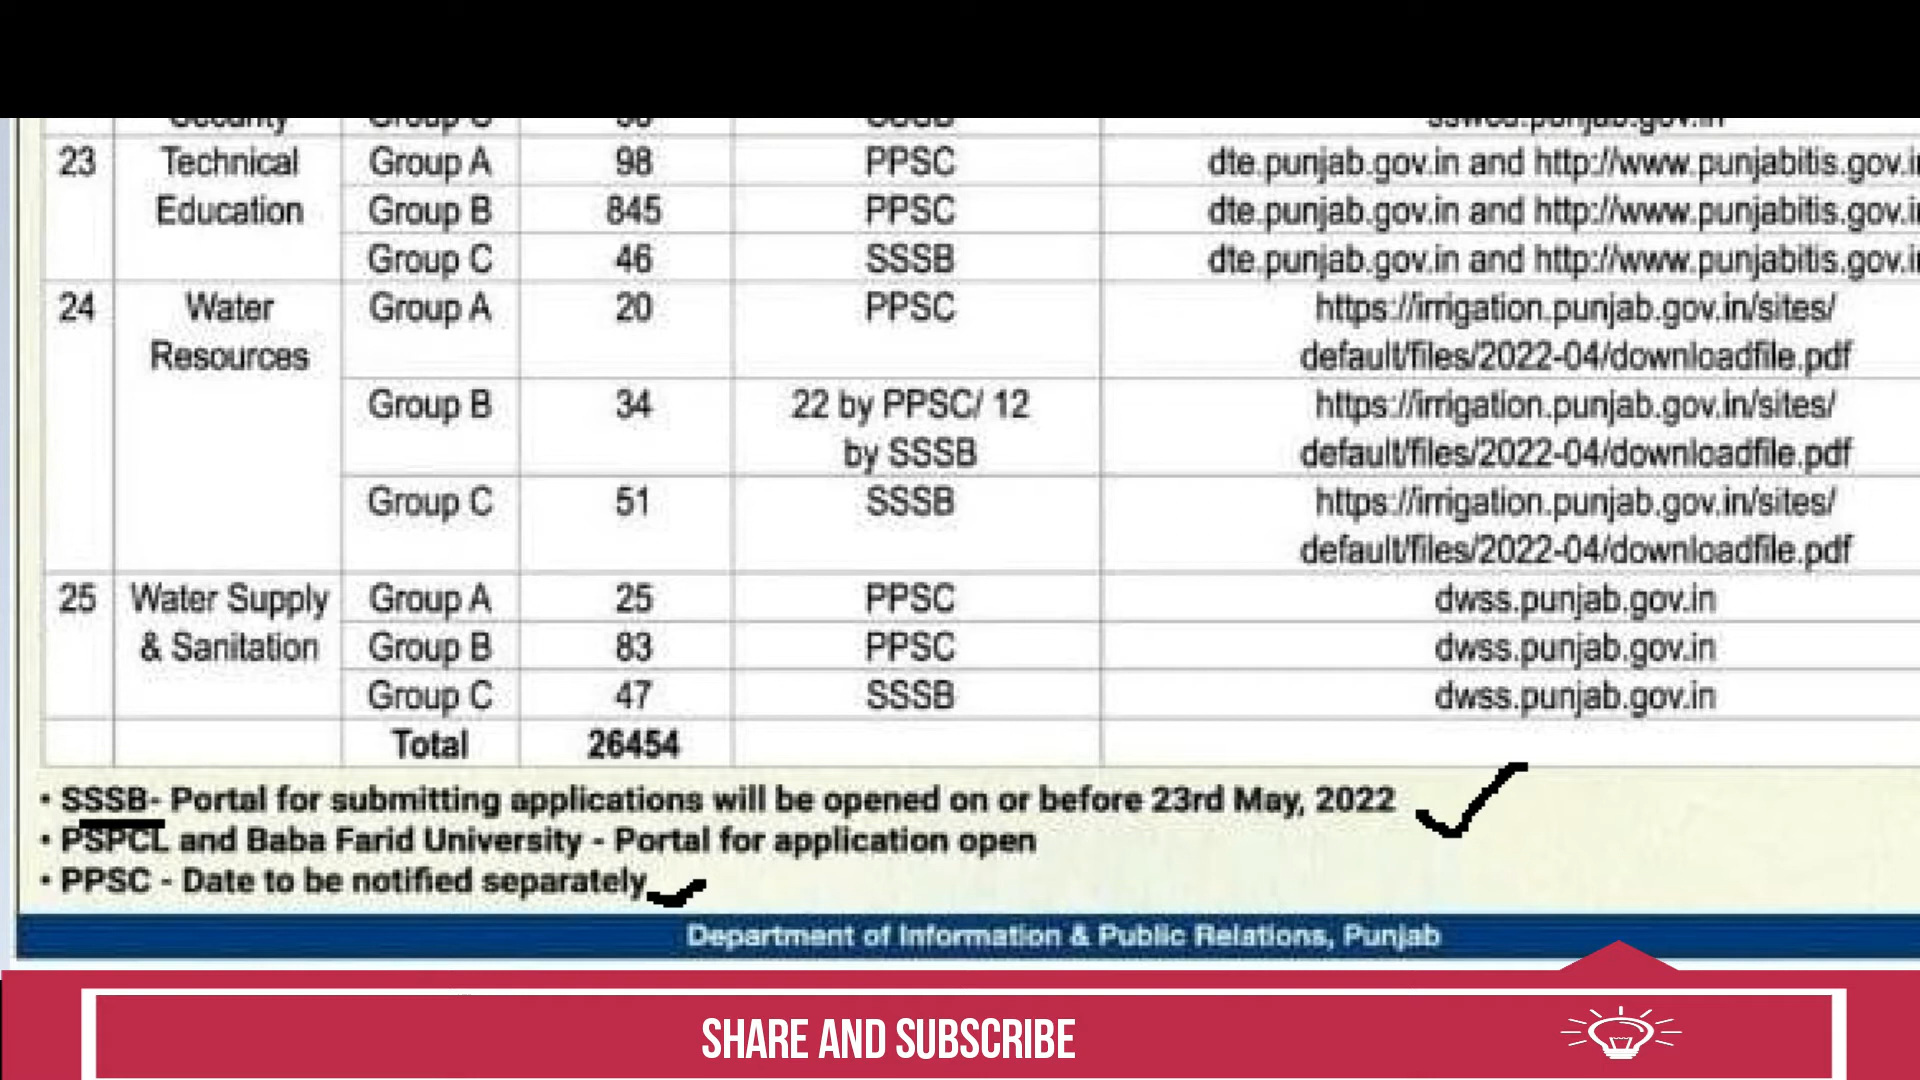 23 Technical Group A 98 PPSC dte.punjab.gov.in and http://www.punjabitis.gov.i
Education Group B 845 PPSC dte.punjab.gov.in and http://www.punjabitis.gov.i
Group C 46 SSSB dte.punjab.gov.in and http://www.punjabitis.gov.i
24 Water Group A 20 PPSC https://irrigation.punjab.gov.in/sites/
Resources default/files/2022-04/downloadfile.pdf
Group B 34 22 by PPSC/ 12 https://irrigation.punjab.gov.in/sites/
by SSSB default/files/2022-04/downloadfile.pdf
Group C 51 SSSB https://irrigation.punjab.gov.in/sites/
default/files/2022-04/downloadfile.pdf
25 Water Supply Group A 25 PPSC dwss.punjab.gov.in
& Sanitation Group B 83 PPSC dwss.punjab.gov.in
Group C 47 SSSB dwss.punjab.gov.in
Total 26454
• SSSB- Portal for submitting applications will be opened on or before 23rd May, 2022
• PSPCL and Baba Farid University - Portal for application open
• PPSC - Date to be notified separately
Department of Information & Public Relations, Punjab
SHARE AND SUBSCRIBE